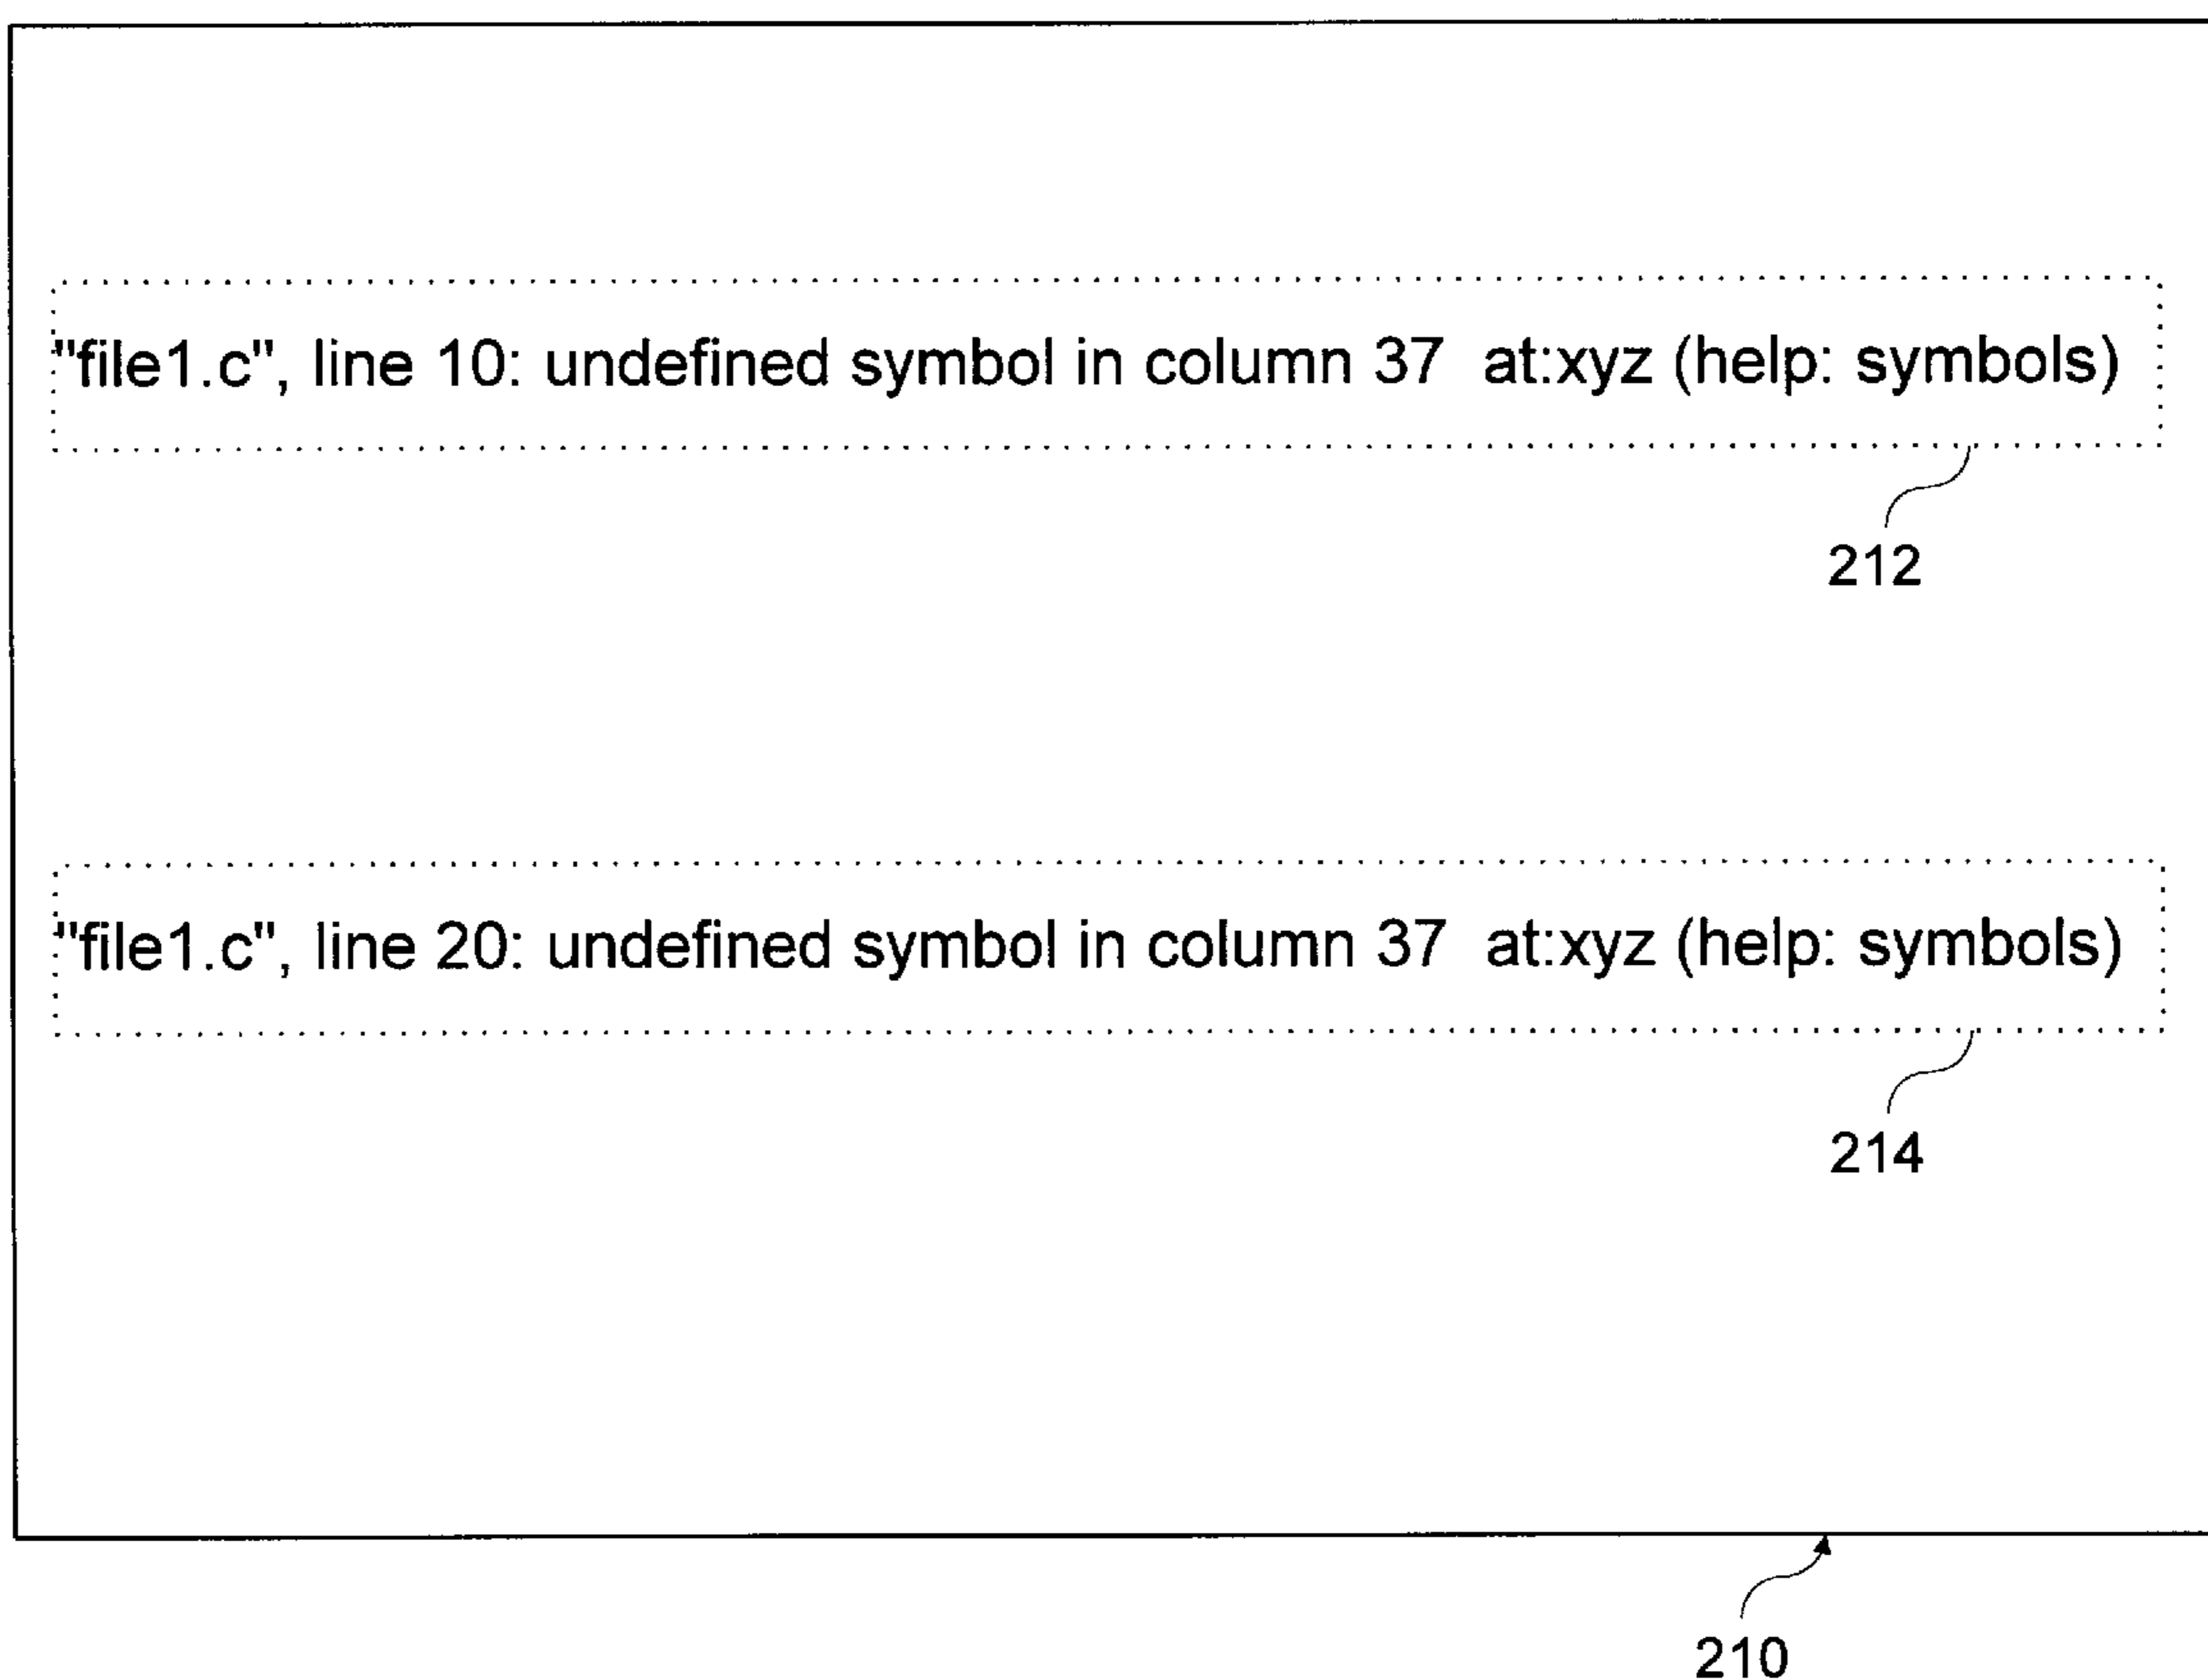 "file1.c", line 10: undefined symbol in column 37  at:xyz (help: symbols)
212
"file1.c", line 20: undefined symbol in column 37  at:xyz (help: symbols)
214
210